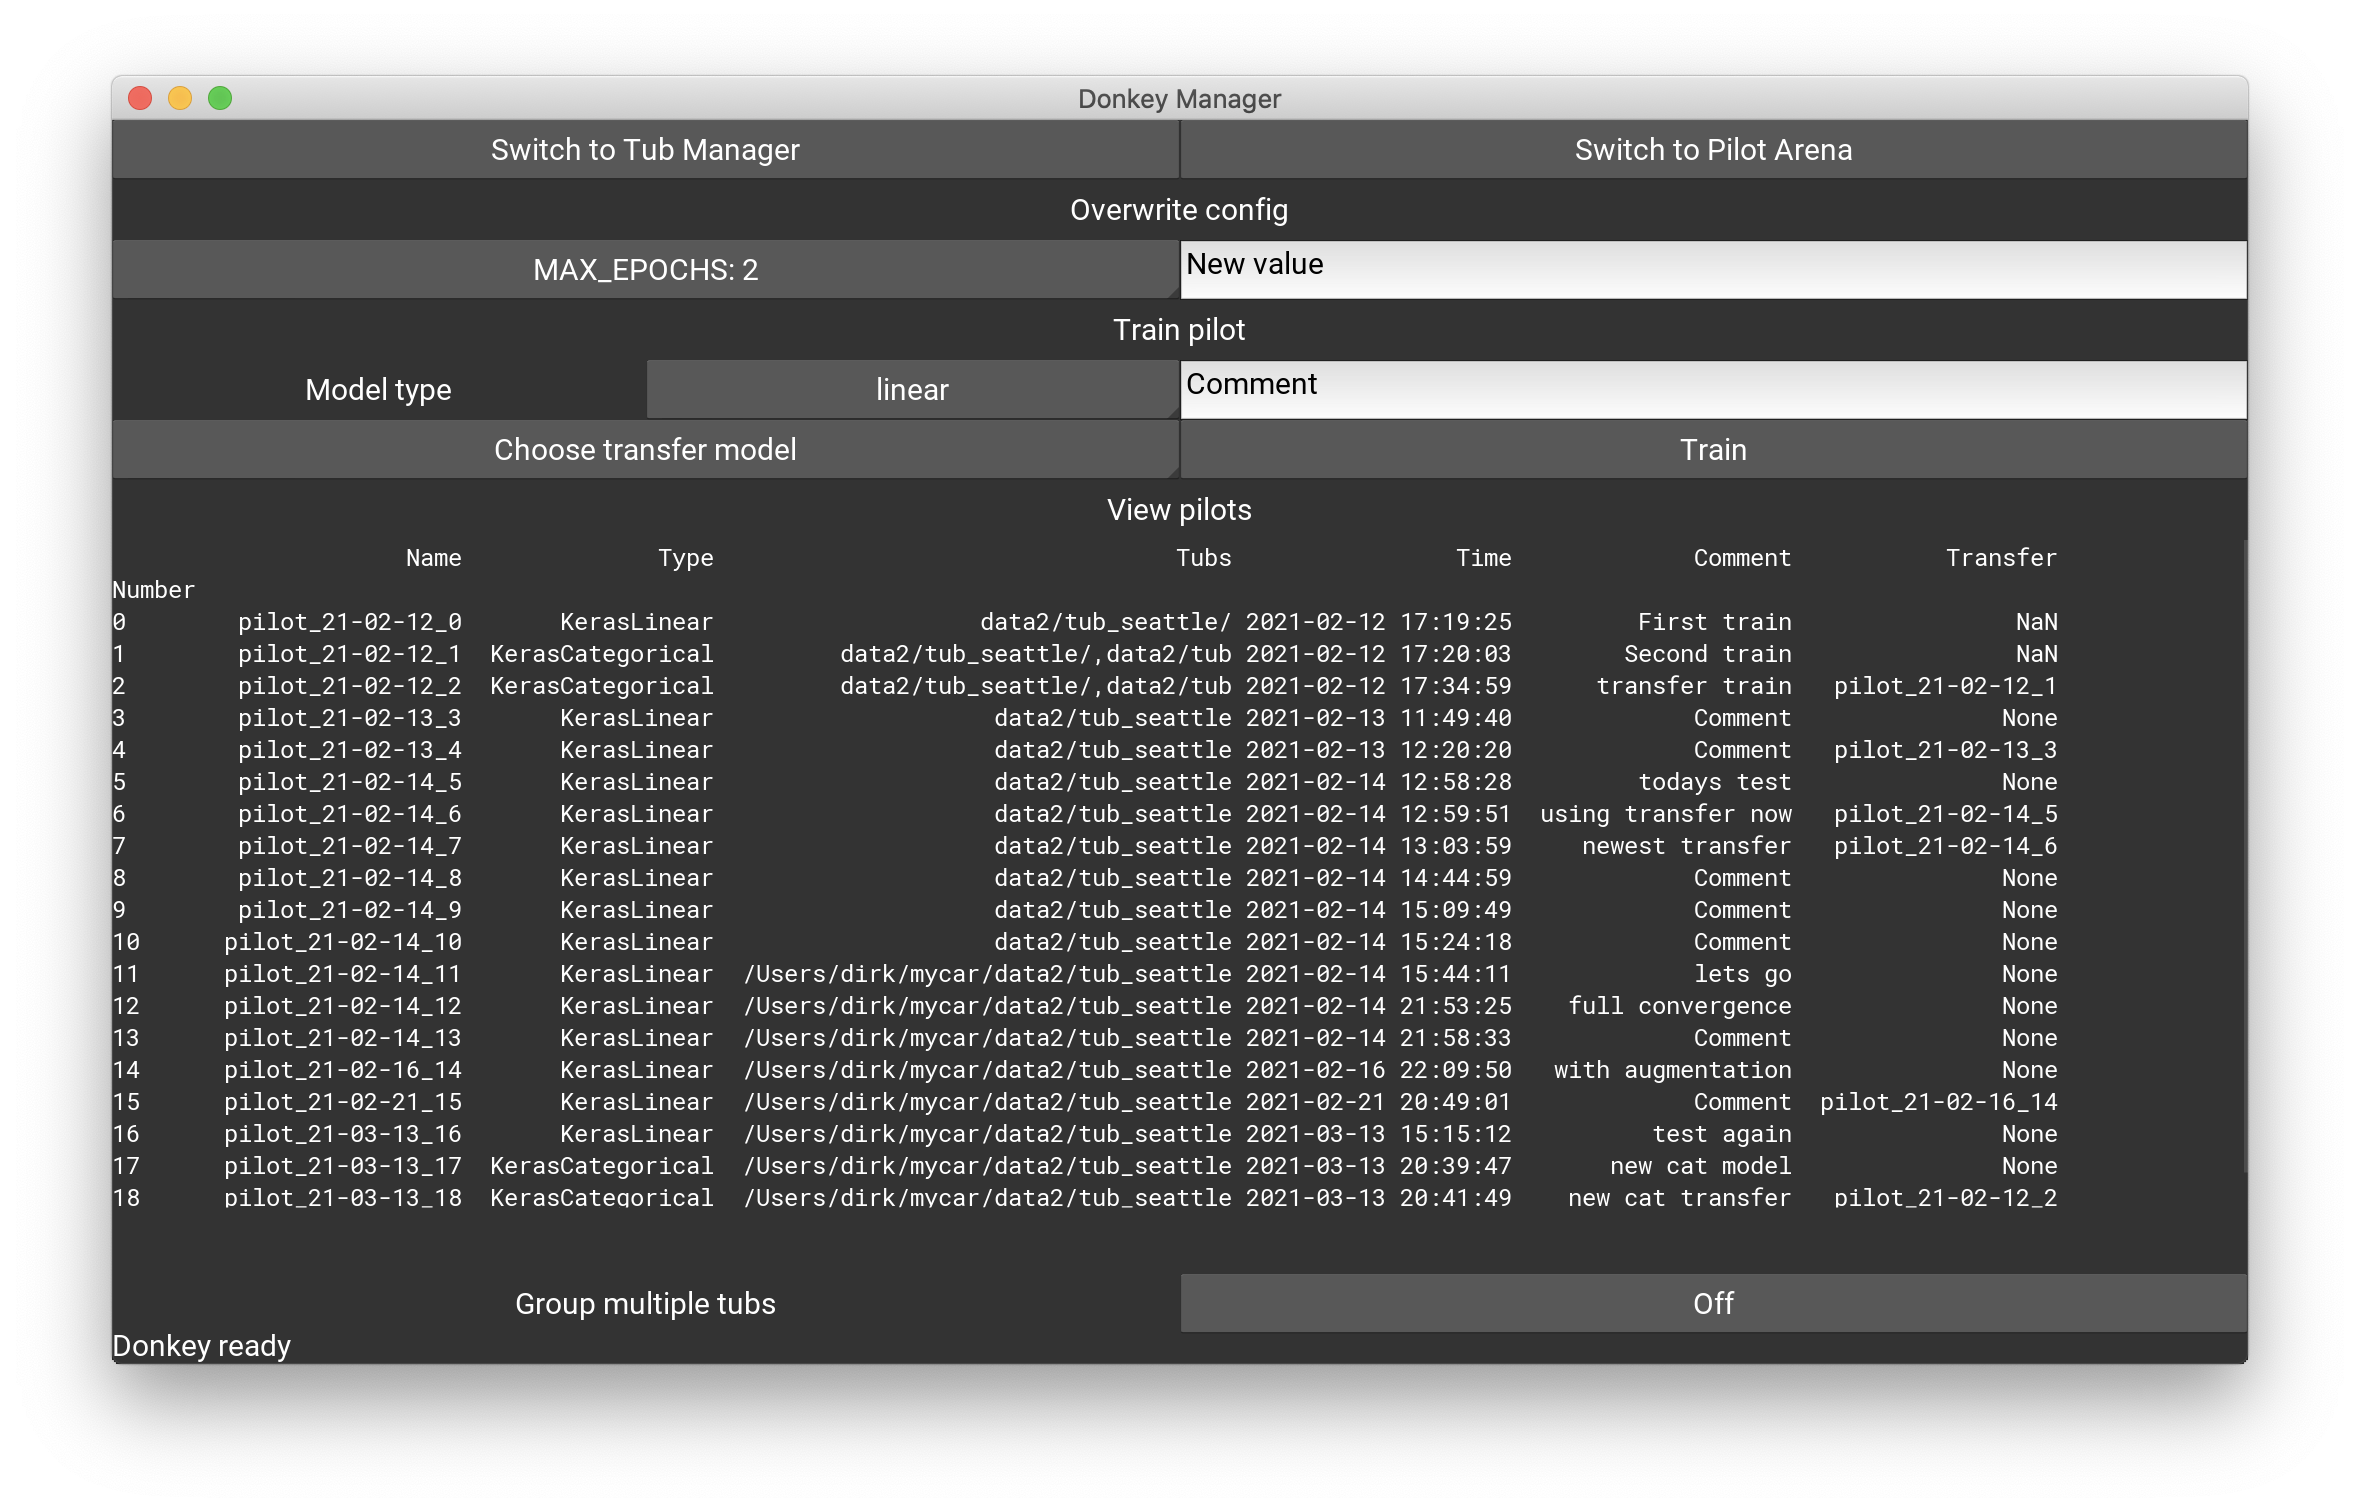 Donkey Manager
Switch to Tub Manager Switch to Pilot Arena
Overwrite config
MAX_EPOCHS: 2 New value
Train pilot
Model type linear Comment
Choose transfer model Train
View pilots
Name Type Tubs Time Comment Transfer
Number
0 pilot_21-02-12_0 KerasLinear data2/tub_seattle/ 2021-02-12 17:19:25 First train NaN
1 pilot_21-02-12_1 KerasCategorical data2/tub_seattle/,data2/tub 2021-02-12 17:20:03 Second train NaN
2 pilot_21-02-12_2 KerasCategorical data2/tub_seattle/,data2/tub 2021-02-12 17:34:59 transfer train pilot_21-02-12_1
3 pilot_21-02-13_3 KerasLinear data2/tub_seattle 2021-02-13 11:49:40 Comment None
4 pilot_21-02-13_4 KerasLinear data2/tub_seattle 2021-02-13 12:20:20 Comment pilot_21-02-13_3
5 pilot_21-02-14_5 KerasLinear data2/tub_seattle 2021-02-14 12:58:28 todays test None
6 pilot_21-02-14_6 KerasLinear data2/tub_seattle 2021-02-14 12:59:51 using transfer now pilot_21-02-14_5
7 pilot_21-02-14_7 KerasLinear data2/tub_seattle 2021-02-14 13:03:59 newest transfer pilot_21-02-14_6
8 pilot_21-02-14_8 KerasLinear data2/tub_seattle 2021-02-14 14:44:59 Comment None
9 pilot_21-02-14_9 KerasLinear data2/tub_seattle 2021-02-14 15:09:49 Comment None
10 pilot_21-02-14_10 KerasLinear data2/tub_seattle 2021-02-14 15:24:18 Comment None
11 pilot_21-02-14_11 KerasLinear /Users/dirk/mycar/data2/tub_seattle 2021-02-14 15:44:11 lets go None
12 pilot_21-02-14_12 KerasLinear /Users/dirk/mycar/data2/tub_seattle 2021-02-14 21:53:25 full convergence None
13 pilot_21-02-14_13 KerasLinear /Users/dirk/mycar/data2/tub_seattle 2021-02-14 21:58:33 Comment None
14 pilot_21-02-16_14 KerasLinear /Users/dirk/mycar/data2/tub_seattle 2021-02-16 22:09:50 with augmentation None
15 pilot_21-02-21_15 KerasLinear /Users/dirk/mycar/data2/tub_seattle 2021-02-21 20:49:01 Comment pilot_21-02-16_14
16 pilot_21-03-13_16 KerasLinear /Users/dirk/mycar/data2/tub_seattle 2021-03-13 15:15:12 test again None
17 pilot_21-03-13_17 KerasCategorical /Users/dirk/mycar/data2/tub_seattle 2021-03-13 20:39:47 new cat model None
18 pilot_21-03-13_18 KerasCategorical /Users/dirk/mycar/data2/tub_seattle 2021-03-13 20:41:49 new cat transfer pilot_21-02-12_2
Group multiple tubs Off
Donkey ready